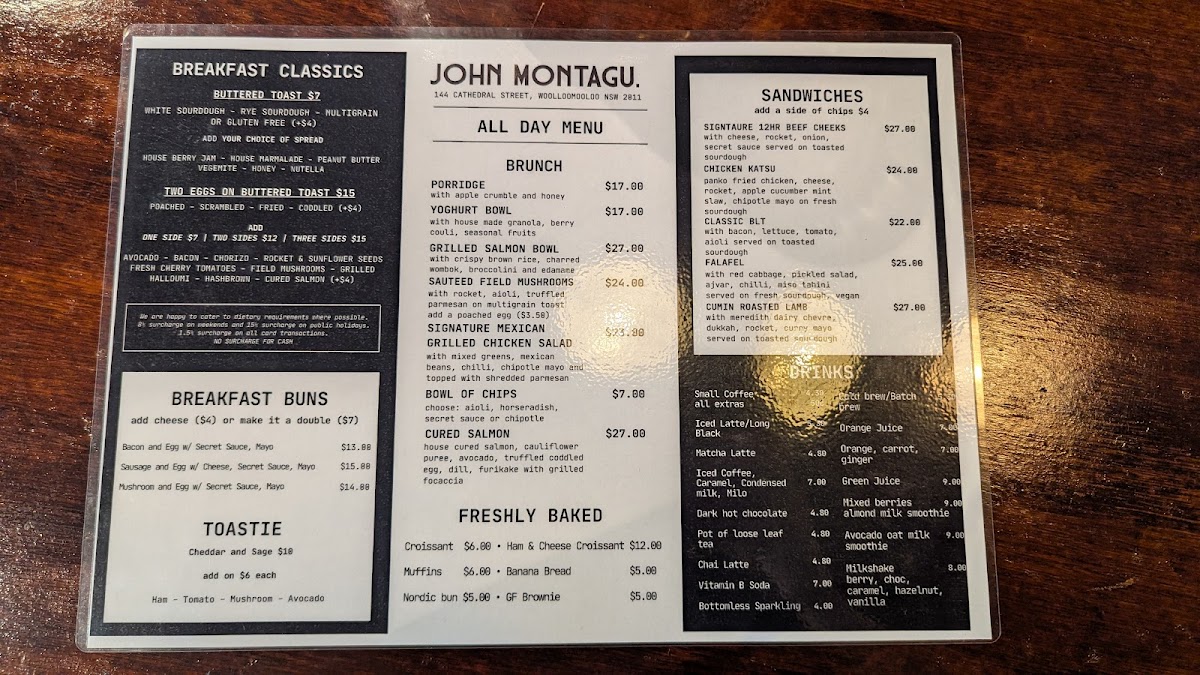 BREAKFAST CLASSICS
BUTTERED TOAST $7
WHITE SOURDOUGH - RYE SOURDOUGH - MULTIGRAIN
OR GLUTEN FREE (+$4)
ADD YOUR CHOICE OF SPREAD
HOUSE BERRY JAM - HOUSE MARMALADE - PEANUT BUTTER
VEGEMITE - HONEY - NUTELLA
TWO EGGS ON BUTTERED TOAST $15
POACHED - SCRAMBLED - FRIED - CODDLED (+$4)
ADD
ONE SIDE $7 | TWO SIDES $12 | THREE SIDES $15
AVOCADO - BACON - CHORIZO - ROCKET & SUNFLOWER SEEDS
FRESH CHERRY TOMATOES - FIELD MUSHROOMS - GRILLED
HALLOUMI - HASHBROWN - CURED SALMON (+$4)
We are happy to cater to dietary requirements where possible.
8% surcharge on weekends and 15% surcharge on public holidays.
1.5% surcharge on all card transactions.
NO SURCHARGE FOR CASH
BREAKFAST BUNS
add cheese ($4) or make it a double ($7)
Bacon and Egg w/ Secret Sauce, Mayo $13.00
Sausage and Egg w/ Cheese, Secret Sauce, Mayo $15.00
Mushroom and Egg w/ Secret Sauce, Mayo $14.00
TOASTIE
Cheddar and Sage $10
add on $6 each
Ham - Tomato - Mushroom - Avocado
JOHN MONTAGU.
144 CATHEDRAL STREET, WOOLLOOMOOLOO NSW 2011
ALL DAY MENU
BRUNCH
PORRIDGE $17.00
with apple crumble and honey
YOGHURT BOWL $17.00
with house made granola, berry
couli, seasonal fruits
GRILLED SALMON BOWL $27.00
with crispy brown rice, charred
wombok, broccolini and edamame
SAUTEED FIELD MUSHROOMS $24.00
with rocket, aioli, truffled
parmesan on multigrain toast
add a poached egg ($3.50)
SIGNATURE MEXICAN $23.00
GRILLED CHICKEN SALAD
with mixed greens, mexican
beans, chilli, chipotle mayo and
topped with shredded parmesan
BOWL OF CHIPS $7.00
choose: aioli, horseradish,
secret sauce or chipotle
CURED SALMON $27.00
house cured salmon, cauliflower
puree, avocado, truffled coddled
egg, dill, furikake with grilled
focaccia
FRESHLY BAKED
Croissant $6.00 • Ham & Cheese Croissant $12.00
Muffins $6.00 • Banana Bread $5.00
Nordic bun $5.00 • GF Brownie $5.00
SANDWICHES
add a side of chips $4
SIGNTAURE 12HR BEEF CHEEKS $27.00
with cheese, rocket, onion,
secret sauce served on toasted
sourdough
CHICKEN KATSU $24.00
panko fried chicken, cheese,
rocket, apple cucumber mint
slaw, chipotle mayo on fresh
sourdough
CLASSIC BLT $22.00
with bacon, lettuce, tomato,
aioli served on toasted
sourdough
FALAFEL $25.00
with red cabbage, pickled salad,
ajvar, chilli, miso tahini
served on fresh sourdough, vegan
CUMIN ROASTED LAMB $27.00
with meredith dairy chevre,
dukkah, rocket, curry mayo
served on toasted sourdough
DRINKS
Small Coffee 4.50
all extras
Iced Latte/Long
Black
Matcha Latte 4.80
Iced Coffee,
Caramel, Condensed 7.00
milk, Milo
Dark hot chocolate 4.80
Pot of loose leaf 4.80
tea
Chai Latte 4.80
Vitamin B Soda 7.00
Bottomless Sparkling 4.00
Cold brew/Batch
brew
Orange Juice 7.00
Orange, carrot, 7.00
ginger
Green Juice 9.00
Mixed berries 9.00
almond milk smoothie
Avocado oat milk 9.00
smoothie
Milkshake 8.00
berry, choc,
caramel, hazelnut,
vanilla